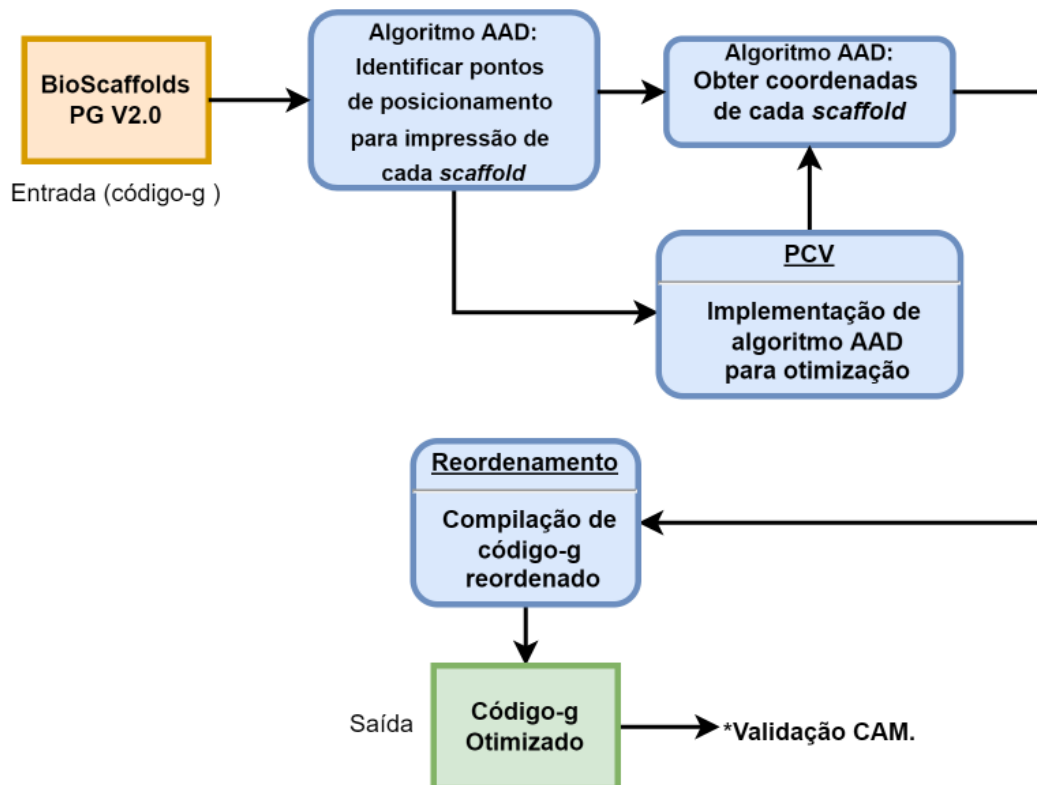 BioScaffolds
PG V2.0
Entrada (código-g )
Algoritmo AAD:
Identificar pontos
de posicionamento
para impressão de
cada scaffold
Algoritmo AAD:
Obter coordenadas
de cada scaffold
PCV
Implementação de
algoritmo AAD
para otimização
Reordenamento
Compilação de
código-g
reordenado
Saída
Código-g
Otimizado
*Validação CAM.